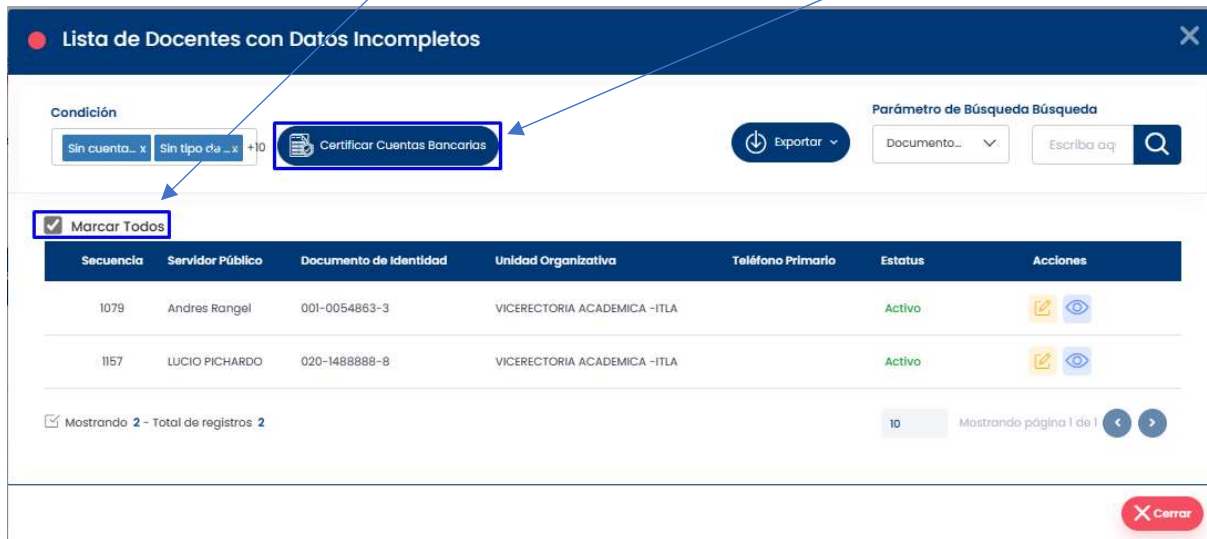 Lista de Docentes con Datos Incompletos
Condición
Sin cuenta... x Sin tipo de ... x +10
Certificar Cuentas Bancarias
Exportar
Parámetro de Búsqueda Búsqueda
Documento...
Escriba aq
Marcar Todos
Secuencia Servidor Público Documento de Identidad Unidad Organizativa Teléfono Primario Estatus Acciones
1079 Andres Rangel 001-0054863-3 VICERECTORIA ACADEMICA -ITLA Activo
1157 LUCIO PICHARDO 020-1488888-8 VICERECTORIA ACADEMICA -ITLA Activo
Mostrando 2 - Total de registros 2
10 Mostrando página 1 de 1
X Cerrar